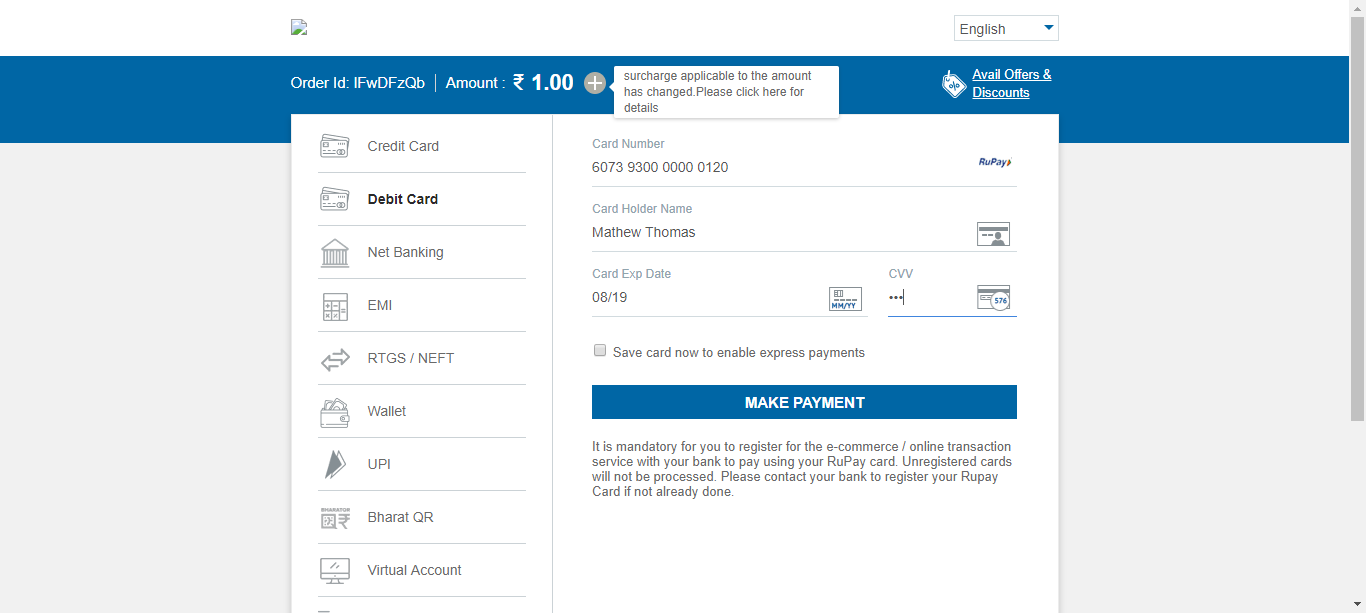 English
Order Id: IFwDFzQb Amount : ₹ 1.00
surcharge applicable to the amount
has changed.Please click here for
details
Avail Offers &
Discounts
Credit Card
Debit Card
Net Banking
EMI
RTGS / NEFT
Wallet
UPI
BHARATQR
Bharat QR
Virtual Account
Card Number
6073 9300 0000 0120
RuPay
Card Holder Name
Mathew Thomas
Card Exp Date
08/19
MM/YY
CVV
•••
576
Save card now to enable express payments
MAKE PAYMENT
It is mandatory for you to register for the e-commerce / online transaction
service with your bank to pay using your RuPay card. Unregistered cards
will not be processed. Please contact your bank to register your Rupay
Card if not already done.